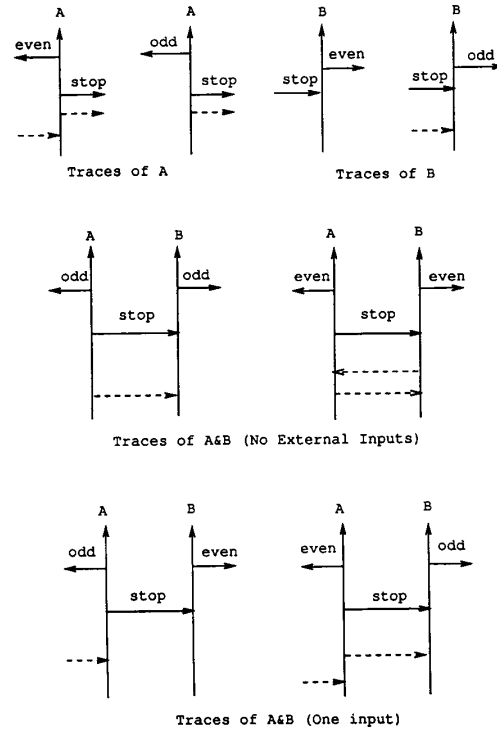 A A B B
even odd even odd
stop stop stop stop
Traces of A Traces of B
A B A B
odd odd even even
stop stop
Traces of A&B (No External Inputs)
A B A B
odd even even odd
stop stop
Traces of A&B (One input)